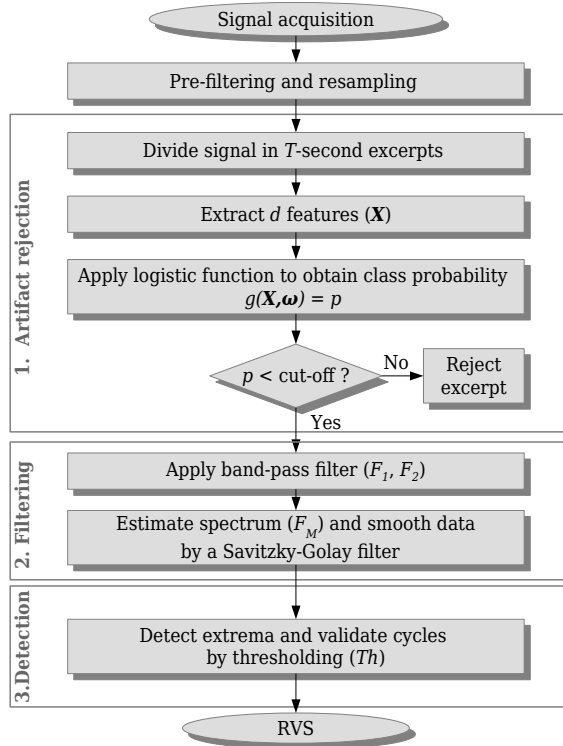 Signal acquisition
Pre-filtering and resampling
1. Artifact rejection
Divide signal in T-second excerpts
Extract d features (X)
Apply logistic function to obtain class probability
g(X,ω) = p
p < cut-off ?
No
Reject
excerpt
Yes
2. Filtering
Apply band-pass filter (F₁, F₂)
Estimate spectrum (F_M) and smooth data
by a Savitzky-Golay filter
3.Detection
Detect extrema and validate cycles
by thresholding (Th)
RVS